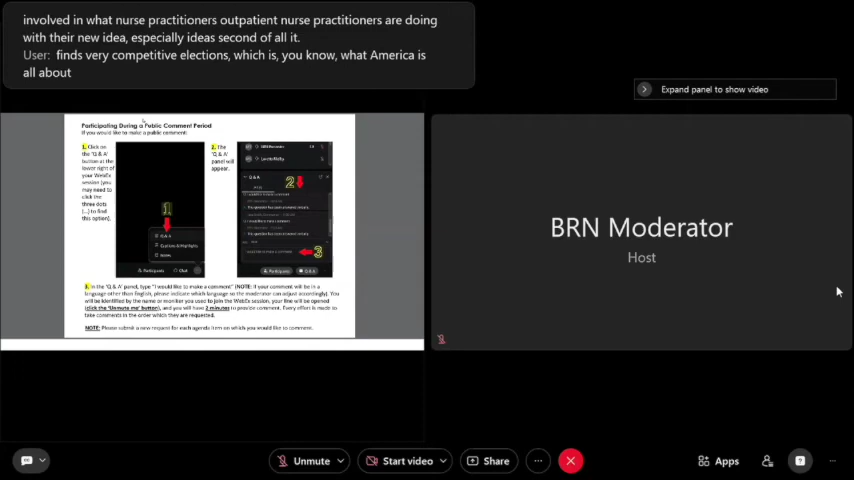 involved in what nurse practitioners outpatient nurse practitioners are doing
with their new idea, especially ideas second of all it.
User: finds very competitive elections, which is, you know, what America is
all about
Expand panel to show video
Participating During a Public Comment Period
If you would like to make a public comment:
1. Click on
the 'Q & A'
button at the
lower right of
your WebEx
session (you
may need to
click the
three dots
(...) to find
this option).
1
Q & A
Participants
Chat
2. The
'Q & A'
panel will
appear.
Q & A
2
3
Participants
Q & A
3. In the 'Q & A' panel, type "I would like to make a comment" (NOTE: If your comment will be in a
language other than English, please indicate which language so the moderator can adjust accordingly). You
will be identified by the name or moniker you used to join the WebEx session, your line will be opened
(click the 'Unmute me' button), and you will have 2 minutes to provide comment. Every effort is made to
take comments in the order which they are requested.
NOTE: Please submit a new request for each agenda item on which you would like to comment.
BRN Moderator
Host
Unmute
Start video
Share
Apps